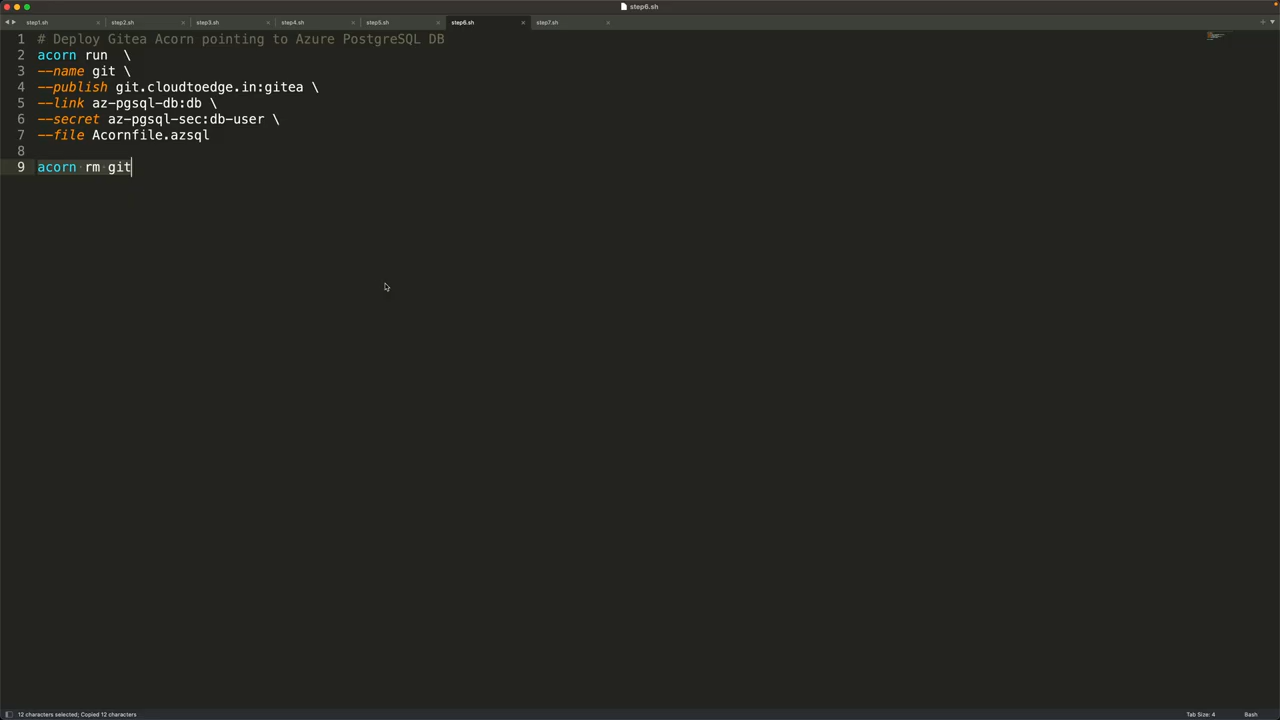 step6.sh
step1.sh
step2.sh
step3.sh
step4.sh
step5.sh
step6.sh
step7.sh
1 # Deploy Gitea Acorn pointing to Azure PostgreSQL DB
2 acorn run \
3 --name git \
4 --publish git.cloudtoedge.in:gitea \
5 --link az-pgsql-db:db \
6 --secret az-pgsql-sec:db-user \
7 --file Acornfile.azsql
8
9 acorn rm git
12 characters selected; Copied 12 characters
Tab Size: 4
Bash